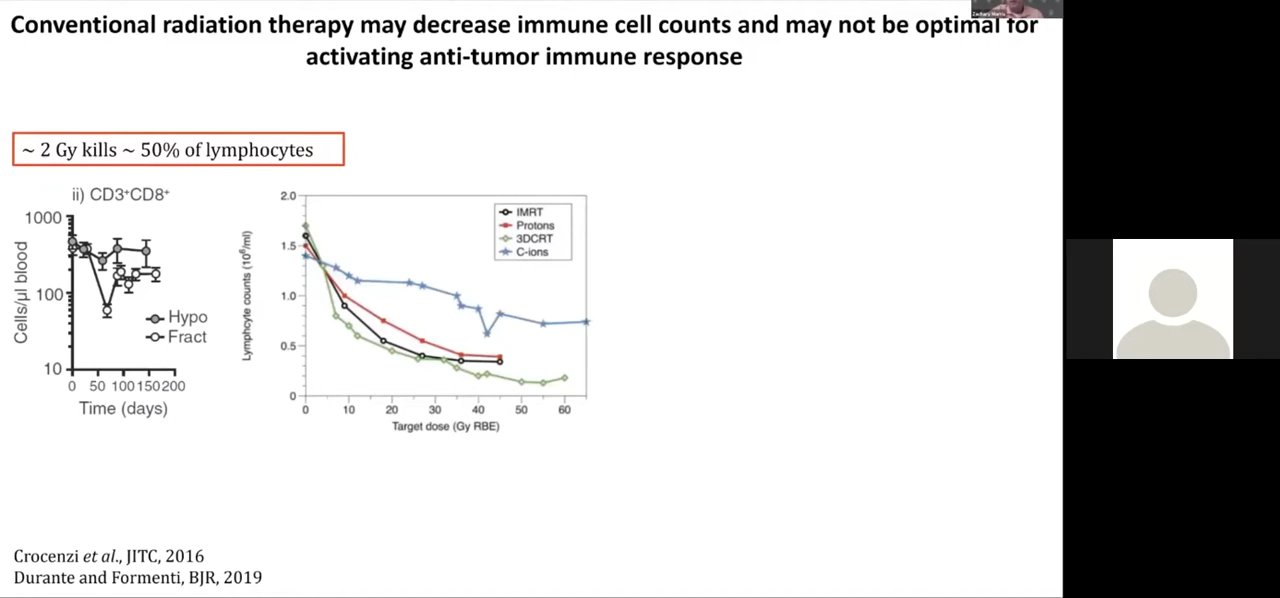 Conventional radiation therapy may decrease immune cell counts and may not be optimal for
activating anti-tumor immune response
~ 2 Gy kills ~ 50% of lymphocytes
ii) CD3⁺CD8⁺
1000
100
10
Cells/µl blood
Hypo
Fract
0 50 100 150 200
Time (days)
2.0
1.5
1.0
0.5
0
Lymphcyte counts (10⁶/ml)
IMRT
Protons
3DCRT
C-ions
0 10 20 30 40 50 60
Target dose (Gy RBE)
Crocenzi et al., JITC, 2016
Durante and Formenti, BJR, 2019